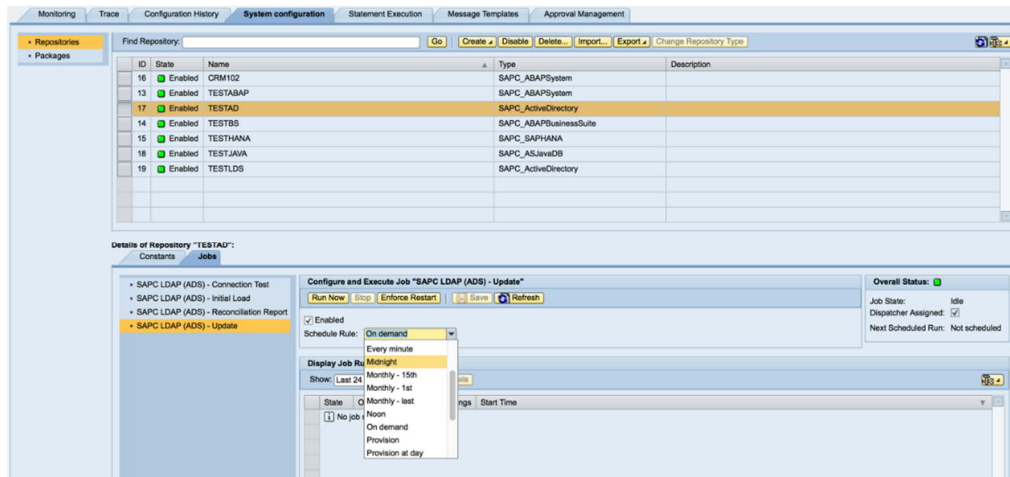 Monitoring Trace Configuration History System configuration Statement Execution Message Templates Approval Management
Repositories
Packages
Find Repository: Go Create Disable Delete... Import... Export Change Repository Type
ID State Name Type Description
16 Enabled CRM102 SAPC_ABAPSystem
13 Enabled TESTABAP SAPC_ABAPSystem
17 Enabled TESTAD SAPC_ActiveDirectory
14 Enabled TESTBS SAPC_ABAPBusinessSuite
15 Enabled TESTHANA SAPC_SAPHANA
18 Enabled TESTJAVA SAPC_ASJavaDB
19 Enabled TESTLDS SAPC_ActiveDirectory
Details of Repository "TESTAD":
Constants Jobs
SAPC LDAP (ADS) - Connection Test
SAPC LDAP (ADS) - Initial Load
SAPC LDAP (ADS) - Reconciliation Report
SAPC LDAP (ADS) - Update
Configure and Execute Job "SAPC LDAP (ADS) - Update"
Run Now Stop Enforce Restart Save Refresh
Enabled
Schedule Rule: On demand
Every minute
Midnight
Monthly - 15th
Monthly - 1st
Monthly - last
Noon
On demand
Provision
Provision at day
Overall Status:
Job State: Idle
Dispatcher Assigned:
Next Scheduled Run: Not scheduled
Display Job Ru
Show: Last 24
State O ngs Start Time
No job